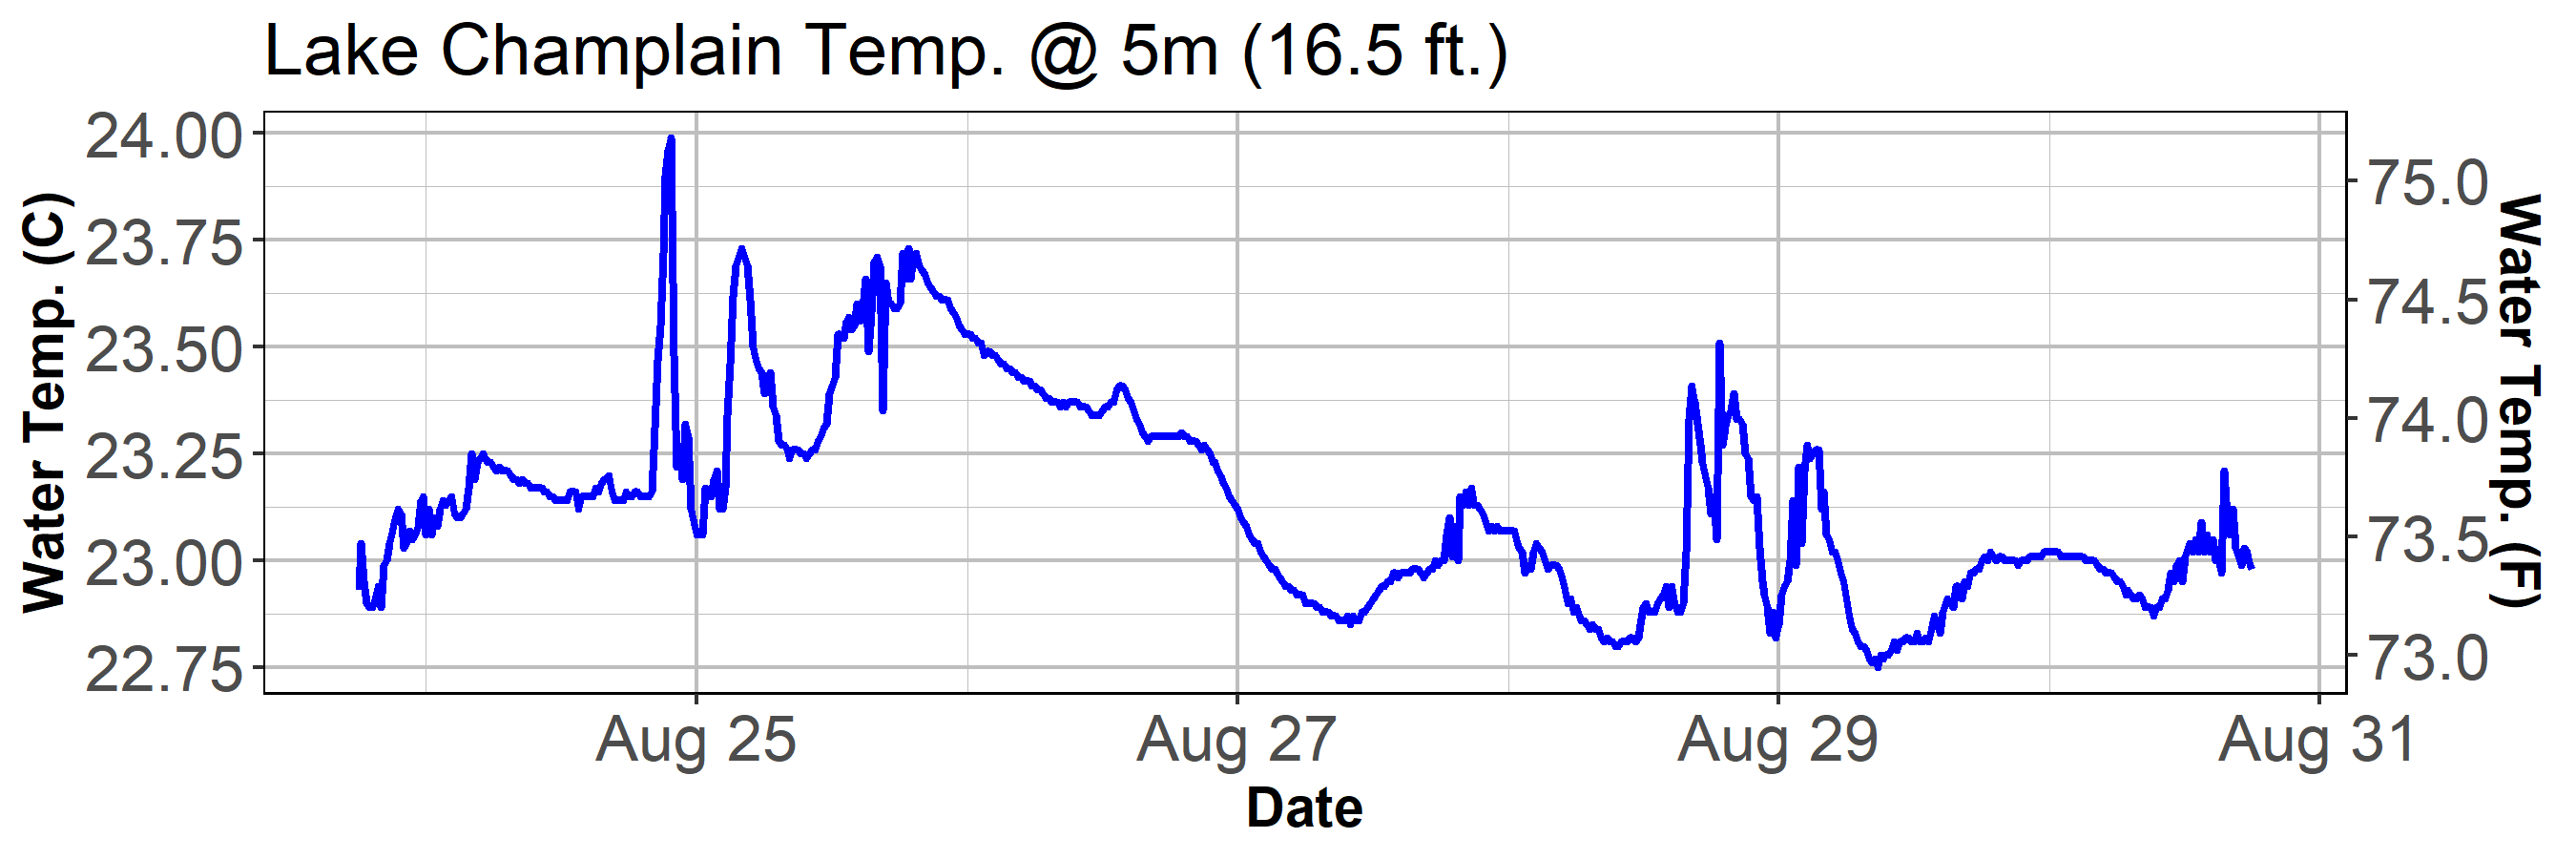 Lake Champlain Temp. @ 5m (16.5 ft.)
Water Temp. (C)
24.00
23.75
23.50
23.25
23.00
22.75
75.0
74.5
74.0
73.5
73.0
Water Temp. (F)
Aug 25 Aug 27 Aug 29 Aug 31
Date